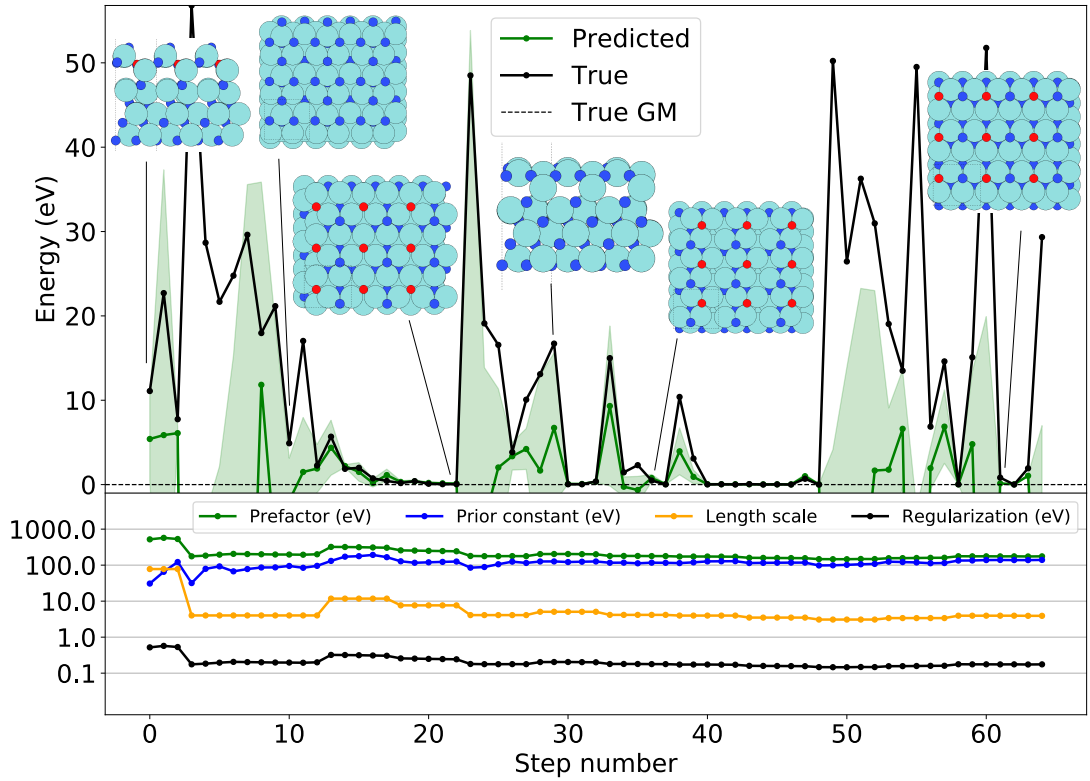 Predicted
True
True GM
Energy (eV)
50
40
30
20
10
0
Prefactor (eV) Prior constant (eV) Length scale Regularization (eV)
1000.0
100.0
10.0
1.0
0.1
0 10 20 30 40 50 60
Step number